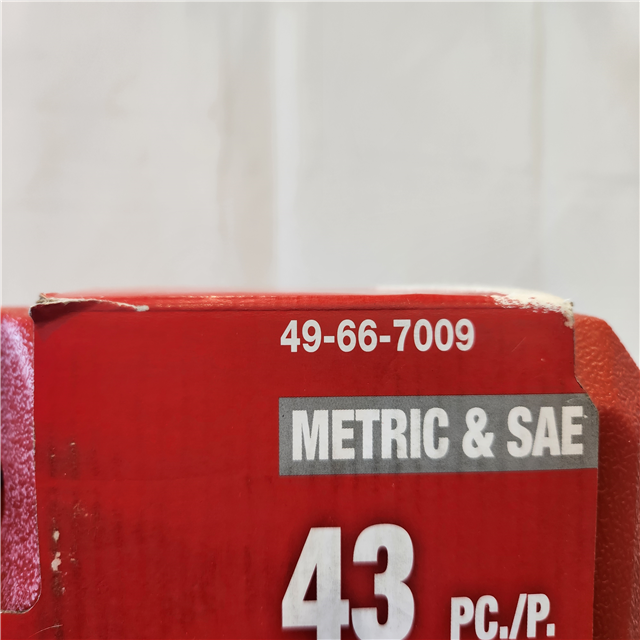 49-66-7009
METRIC & SAE
43 PC./P.